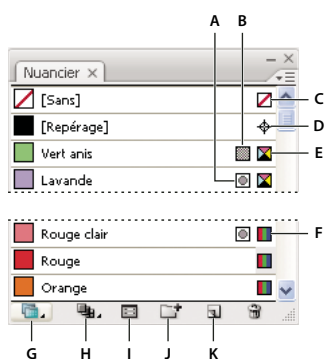 A B
Nuancier ×
[Sans] C
[Repérage] D
Vert anis E
Lavande
Rouge clair F
Rouge
Orange
G H I J K